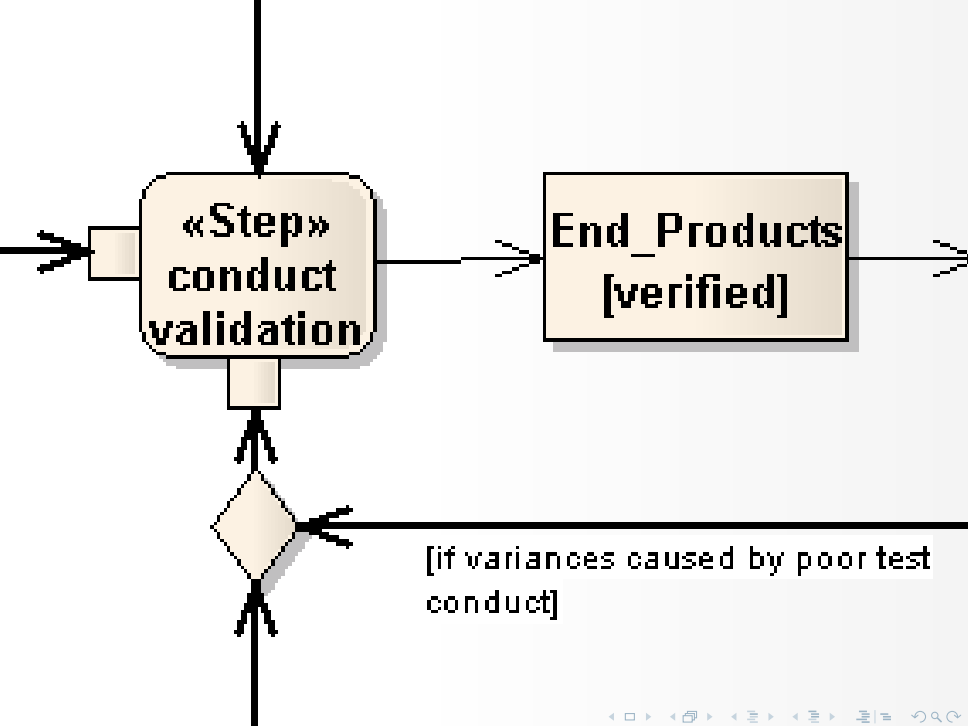 «Step»
conduct
validation
End_Products
[verified]
[if variances caused by poor test
conduct]